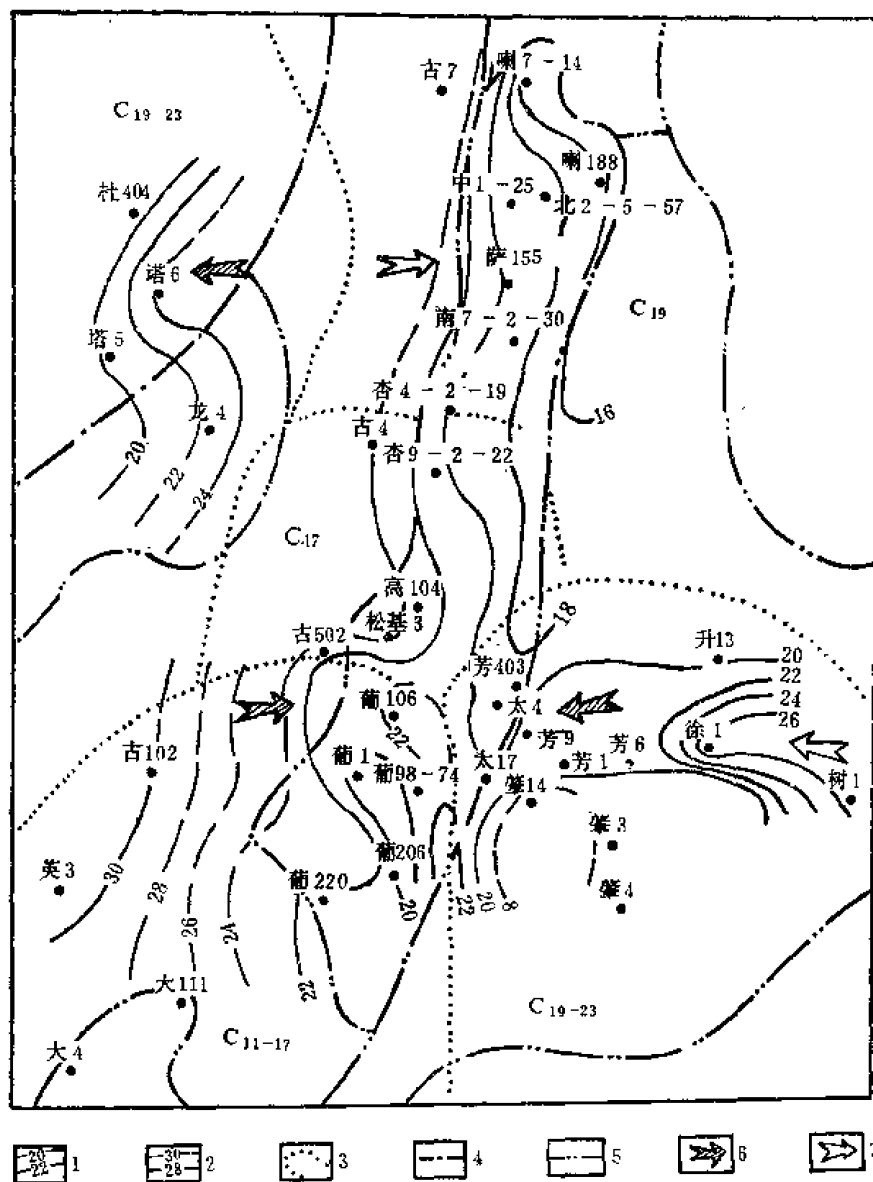 古7
喇7-14
C19-23
喇188
杜404
中1-25
北2-5-57
塔6
萨155
C19
南7-2-30
塔5
杏4-2-19
16
龙4
古4
杏9-2-22
20
22
24
C17
高104
松基3
18
古502
升13
芳403
20
22
葡106
太4
24
22
26
芳9
徐1
古102
葡1
芳1
芳6
太17
葡98-74
肇14
树1
肇3
英3
30
葡206
28
葡220
20
22
20
8
肇4
26
24
22
大111
C19-23
C11-17
大4
20
22
1
30
28
2
3
4
5
6
7